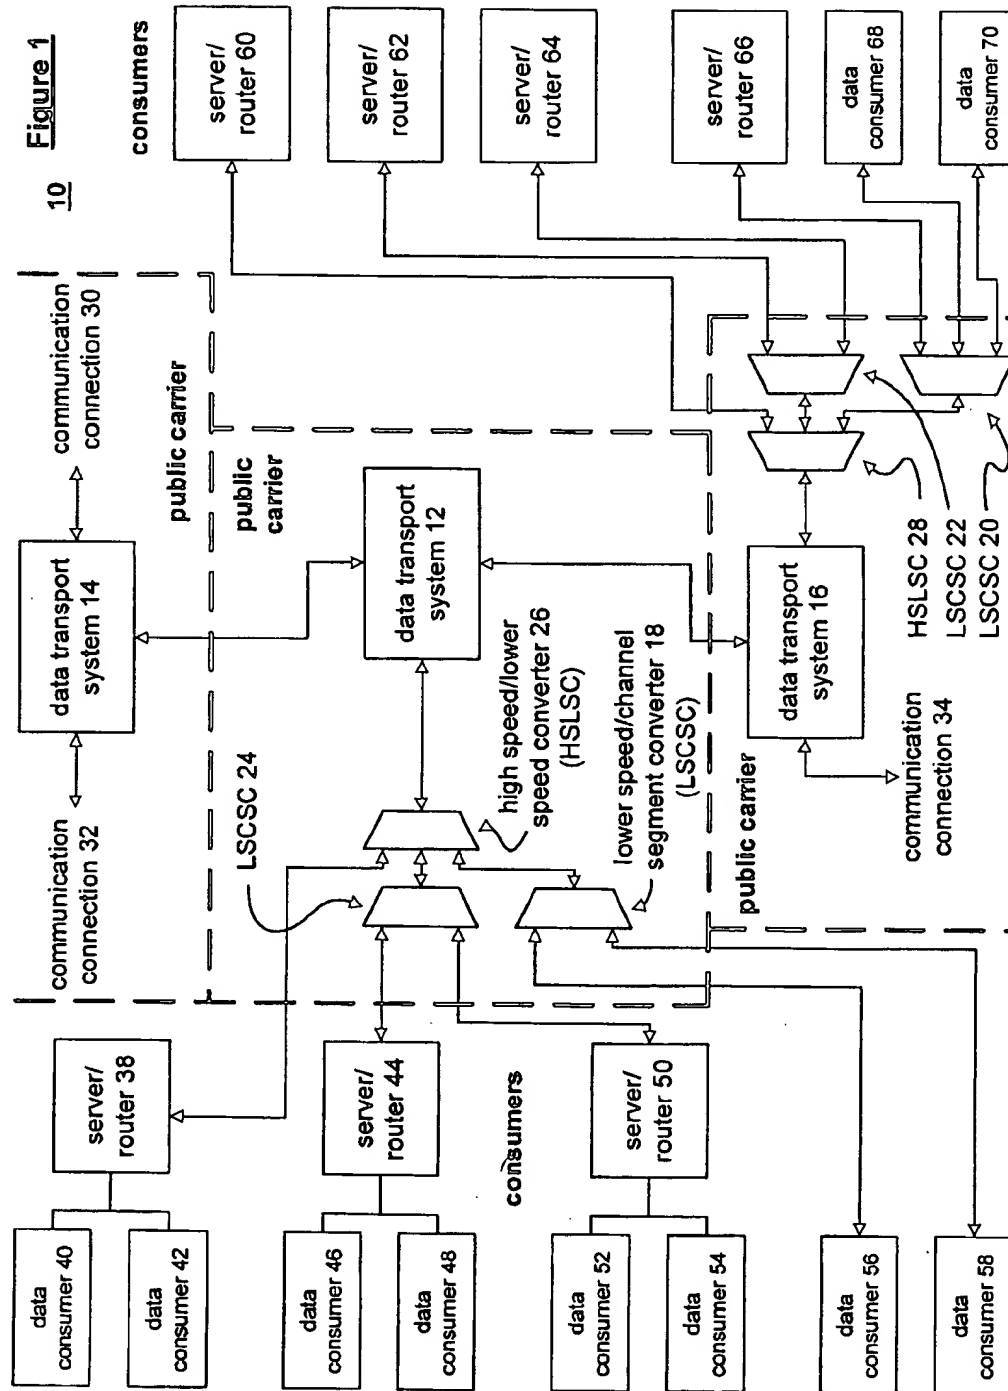 Figure 1
10
consumers
server/
router 60
server/
router 62
server/
router 64
server/
router 66
data
consumer 68
data
consumer 70
communication
connection 30
public carrier
public
carrier
data transport
system 14
data transport
system 12
communication
connection 32
LSCSC 24
high speed/lower
speed converter 26
(HSLSC)
lower speed/channel
segment converter 18
(LSCSC)
public carrier
data transport
system 16
communication
connection 34
HSLSC 28
LSCSC 22
LSCSC 20
server/
router 38
server/
router 44
consumers
server/
router 50
data
consumer 40
data
consumer 42
data
consumer 46
data
consumer 48
data
consumer 52
data
consumer 54
data
consumer 56
data
consumer 58